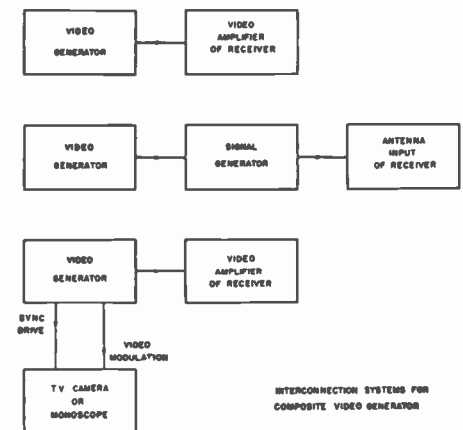 VIDEO
GENERATOR
VIDEO
AMPLIFIER
OF RECEIVER
VIDEO
GENERATOR
SIGNAL
GENERATOR
ANTENNA
INPUT
OF RECEIVER
VIDEO
GENERATOR
VIDEO
AMPLIFIER
OF RECEIVER
SYNC
DRIVE
VIDEO
MODULATION
TV CAMERA
OR
MONOSCOPE
INTERCONNECTION SYSTEMS FOR
COMPOSITE VIDEO GENERATOR